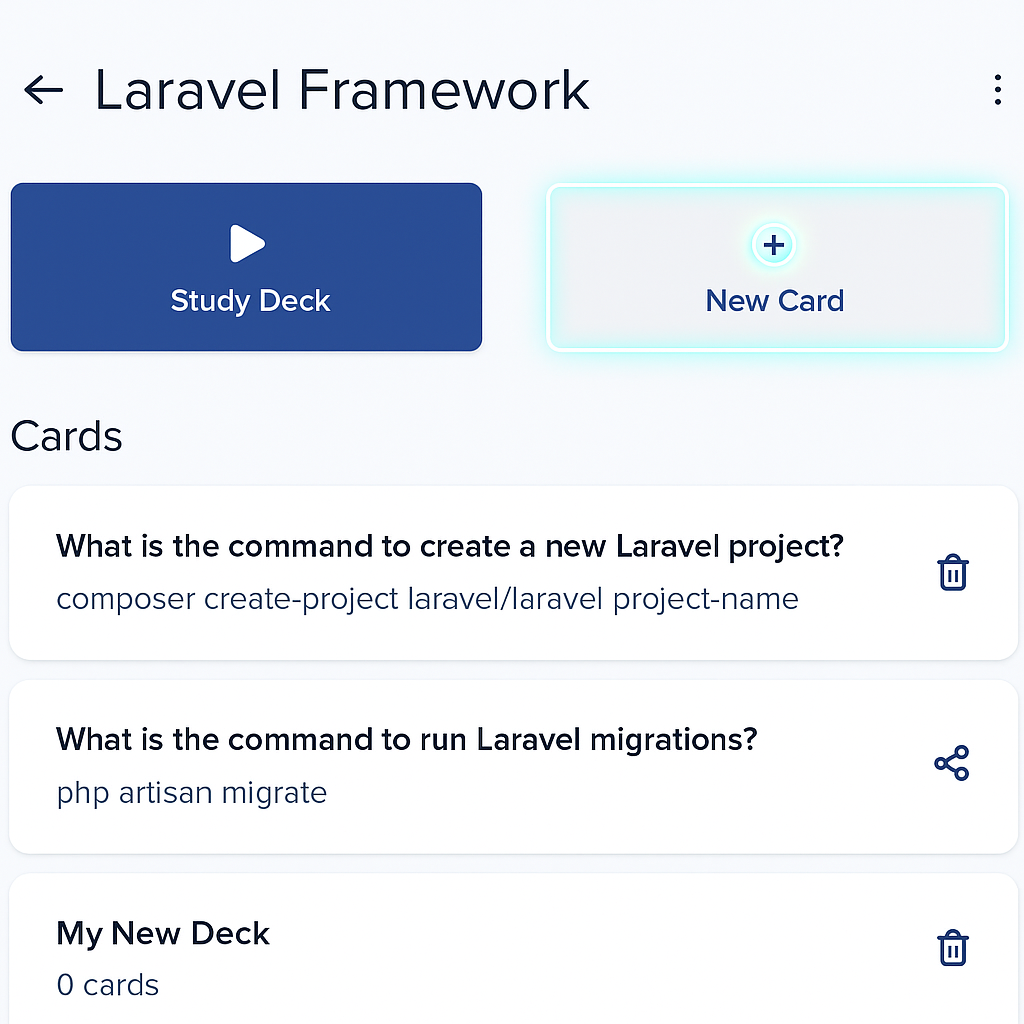 Laravel Framework
Study Deck
New Card
Cards
What is the command to create a new Laravel project?
composer create-project laravel/laravel project-name
What is the command to run Laravel migrations?
php artisan migrate
My New Deck
0 cards